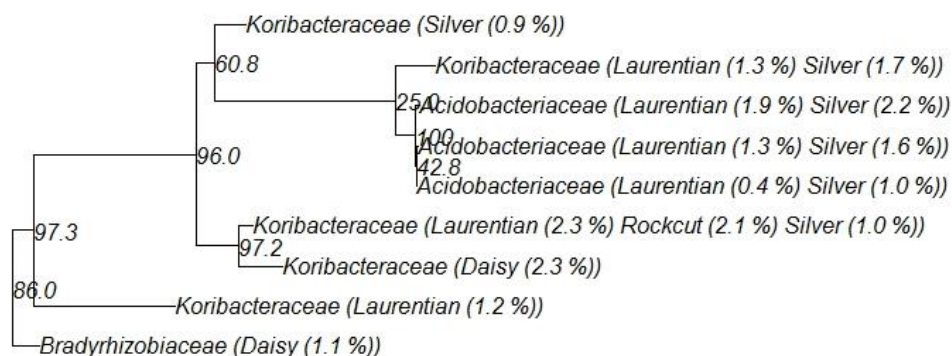 Koribacteraceae (Silver (0.9 %))
60.8
Koribacteraceae (Laurentian (1.3 %) Silver (1.7 %))
25.0
Acidobacteriaceae (Laurentian (1.9 %) Silver (2.2 %))
100
Acidobacteriaceae (Laurentian (1.3 %) Silver (1.6 %))
96.0
42.8
Acidobacteriaceae (Laurentian (0.4 %) Silver (1.0 %))
Koribacteraceae (Laurentian (2.3 %) Rockcut (2.1 %) Silver (1.0 %))
97.3
97.2
Koribacteraceae (Daisy (2.3 %))
86.0
Koribacteraceae (Laurentian (1.2 %))
Bradyrhizobiaceae (Daisy (1.1 %))